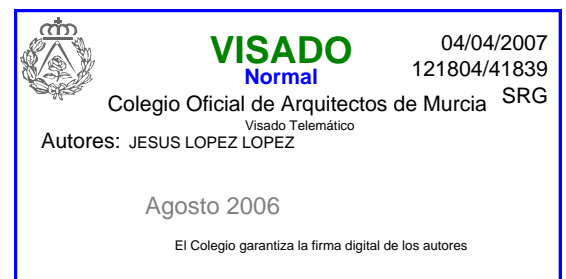 VISADO
04/04/2007
Normal
121804/41839
Colegio Oficial de Arquitectos de Murcia
SRG
Visado Telemático
Autores: JESUS LOPEZ LOPEZ
Agosto 2006
El Colegio garantiza la firma digital de los autores